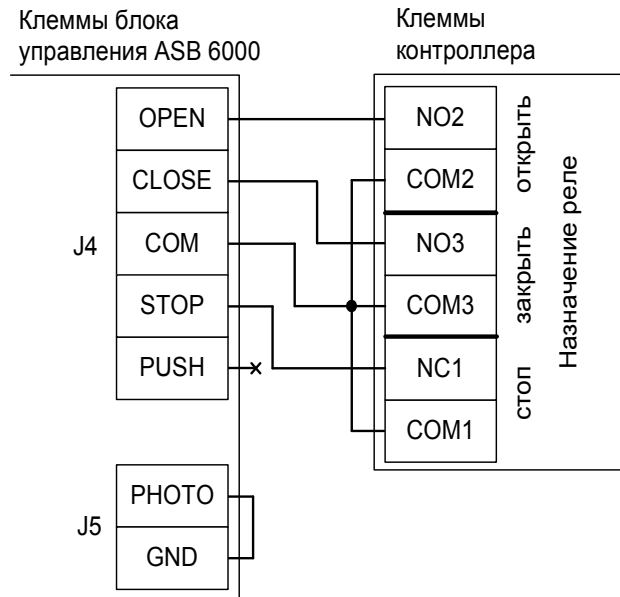 Клеммы блока
управления ASB 6000
Клеммы
контроллера
J4
OPEN
CLOSE
COM
STOP
PUSH
J5
PHOTO
GND
NO2
COM2
NO3
COM3
NC1
COM1
открыть
закрыть
стоп
Назначение реле